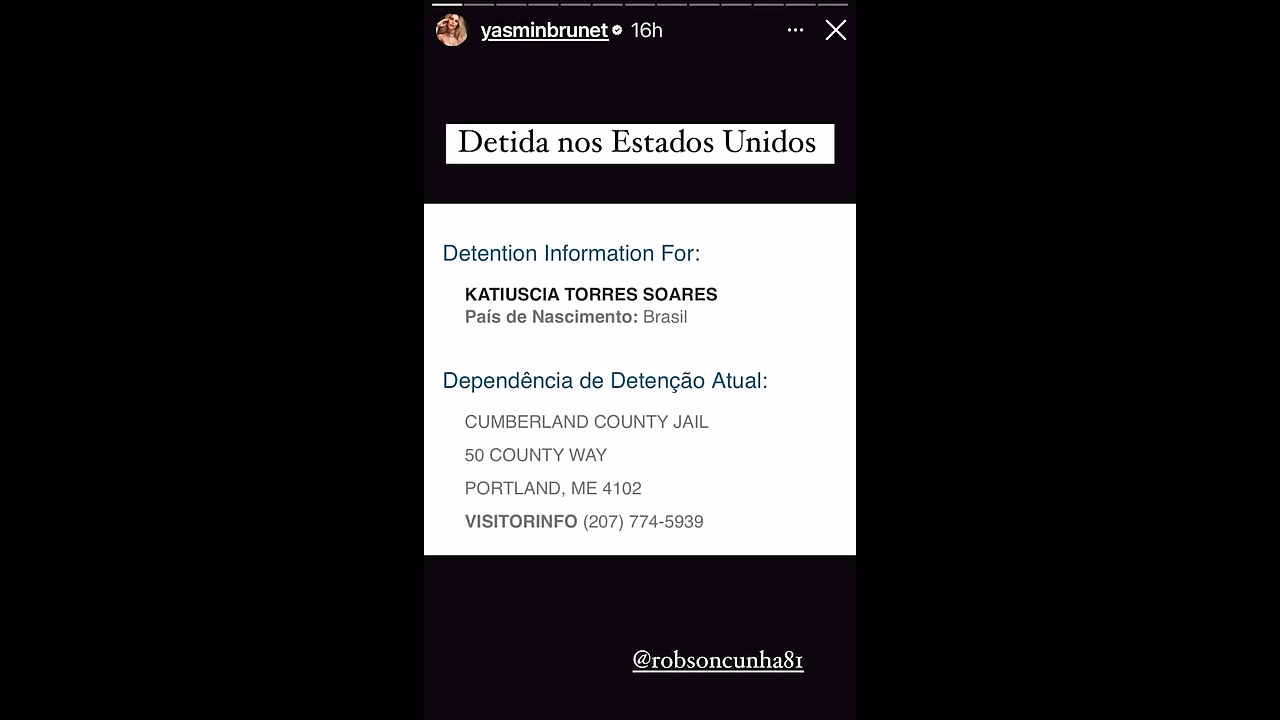 yasminbrunet 16h
Detida nos Estados Unidos
Detention Information For:
KATIUSCIA TORRES SOARES
País de Nascimento: Brasil
Dependência de Detenção Atual:
CUMBERLAND COUNTY JAIL
50 COUNTY WAY
PORTLAND, ME 4102
VISITORINFO (207) 774-5939
@robsoncunha81